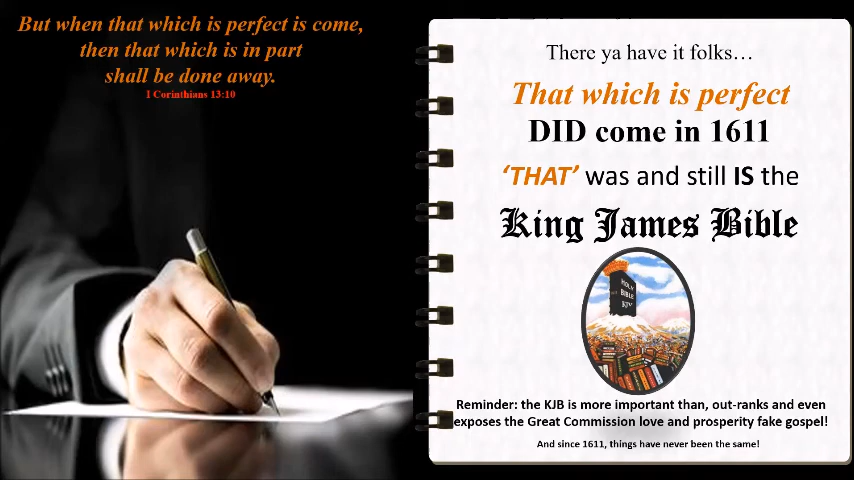 But when that which is perfect is come,
then that which is in part
shall be done away.
I Corinthians 13:10
There ya have it folks…
That which is perfect
DID come in 1611
‘THAT’ was and still IS the
King James Bible
HOLY
BIBLE
KJV
Reminder: the KJB is more important than, out-ranks and even
exposes the Great Commission love and prosperity fake gospel!
And since 1611, things have never been the same!